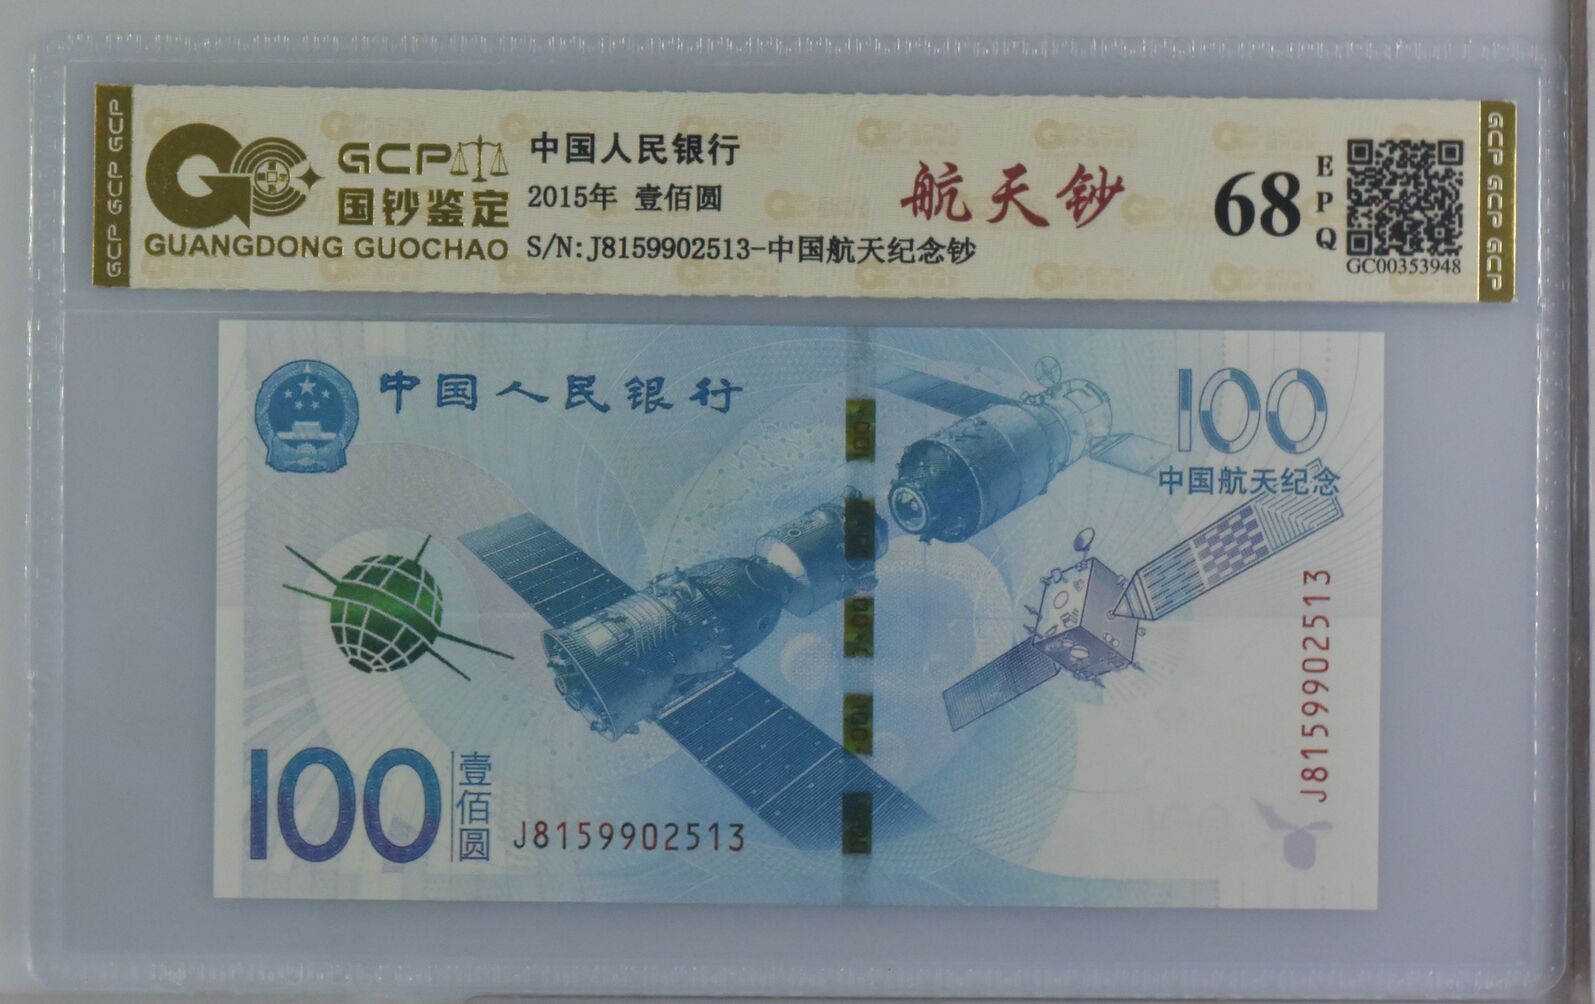 GCP GCP GCP
GCP
国钞鉴定
GUANGDONG GUOCHAO
中国人民银行
2015年 壹佰圆
S/N:J8159902513-中国航天纪念钞
航天钞
68
EPQ
GC00353948
GCP GCP GCP
中国人民银行
100
中国航天纪念
J8159902513
100
壹佰圆
J8159902513